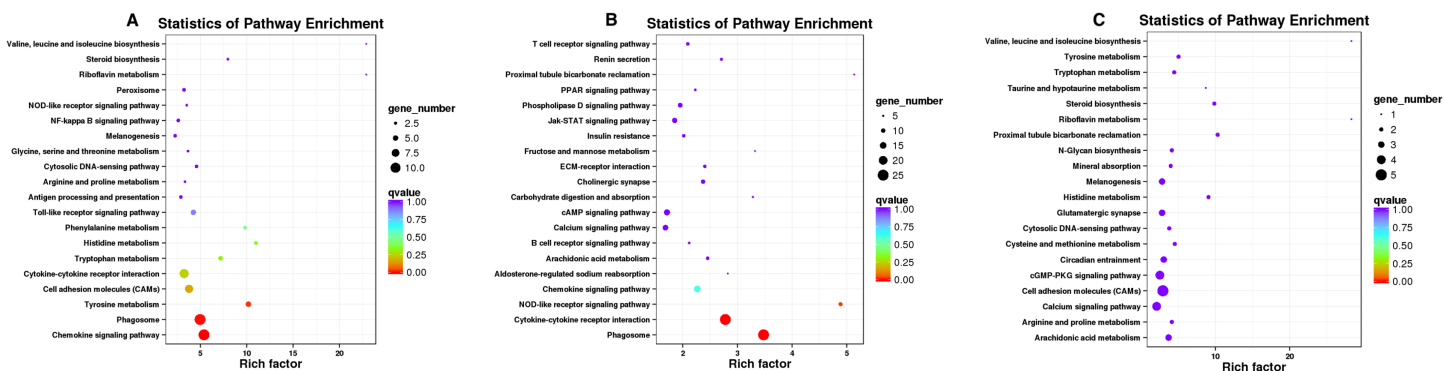 A
Statistics of Pathway Enrichment
Valine, leucine and isoleucine biosynthesis
Steroid biosynthesis
Riboflavin metabolism
Peroxisome
NOD-like receptor signaling pathway
NF-kappa B signaling pathway
Melanogenesis
Glycine, serine and threonine metabolism
Cytosolic DNA-sensing pathway
Arginine and proline metabolism
Antigen processing and presentation
Toll-like receptor signaling pathway
Phenylalanine metabolism
Histidine metabolism
Tryptophan metabolism
Cytokine-cytokine receptor interaction
Cell adhesion molecules (CAMs)
Tyrosine metabolism
Phagosome
Chemokine signaling pathway
5 10 15 20
Rich factor
gene_number
2.5
5.0
7.5
10.0
qvalue
1.00
0.75
0.50
0.25
0.00
B
Statistics of Pathway Enrichment
T cell receptor signaling pathway
Renin secretion
Proximal tubule bicarbonate reclamation
PPAR signaling pathway
Phospholipase D signaling pathway
Jak-STAT signaling pathway
Insulin resistance
Fructose and mannose metabolism
ECM-receptor interaction
Cholinergic synapse
Carbohydrate digestion and absorption
cAMP signaling pathway
Calcium signaling pathway
B cell receptor signaling pathway
Arachidonic acid metabolism
Aldosterone-regulated sodium reabsorption
Chemokine signaling pathway
NOD-like receptor signaling pathway
Cytokine-cytokine receptor interaction
Phagosome
2 3 4 5
Rich factor
gene_number
5
10
15
20
25
qvalue
1.00
0.75
0.50
0.25
0.00
C
Statistics of Pathway Enrichment
Valine, leucine and isoleucine biosynthesis
Tyrosine metabolism
Tryptophan metabolism
Taurine and hypotaurine metabolism
Steroid biosynthesis
Riboflavin metabolism
Proximal tubule bicarbonate reclamation
N-Glycan biosynthesis
Mineral absorption
Melanogenesis
Histidine metabolism
Glutamatergic synapse
Cytosolic DNA-sensing pathway
Cysteine and methionine metabolism
Circadian entrainment
cGMP-PKG signaling pathway
Cell adhesion molecules (CAMs)
Calcium signaling pathway
Arginine and proline metabolism
Arachidonic acid metabolism
10 20
Rich factor
gene_number
1
2
3
4
5
qvalue
1.00
0.75
0.50
0.25
0.00